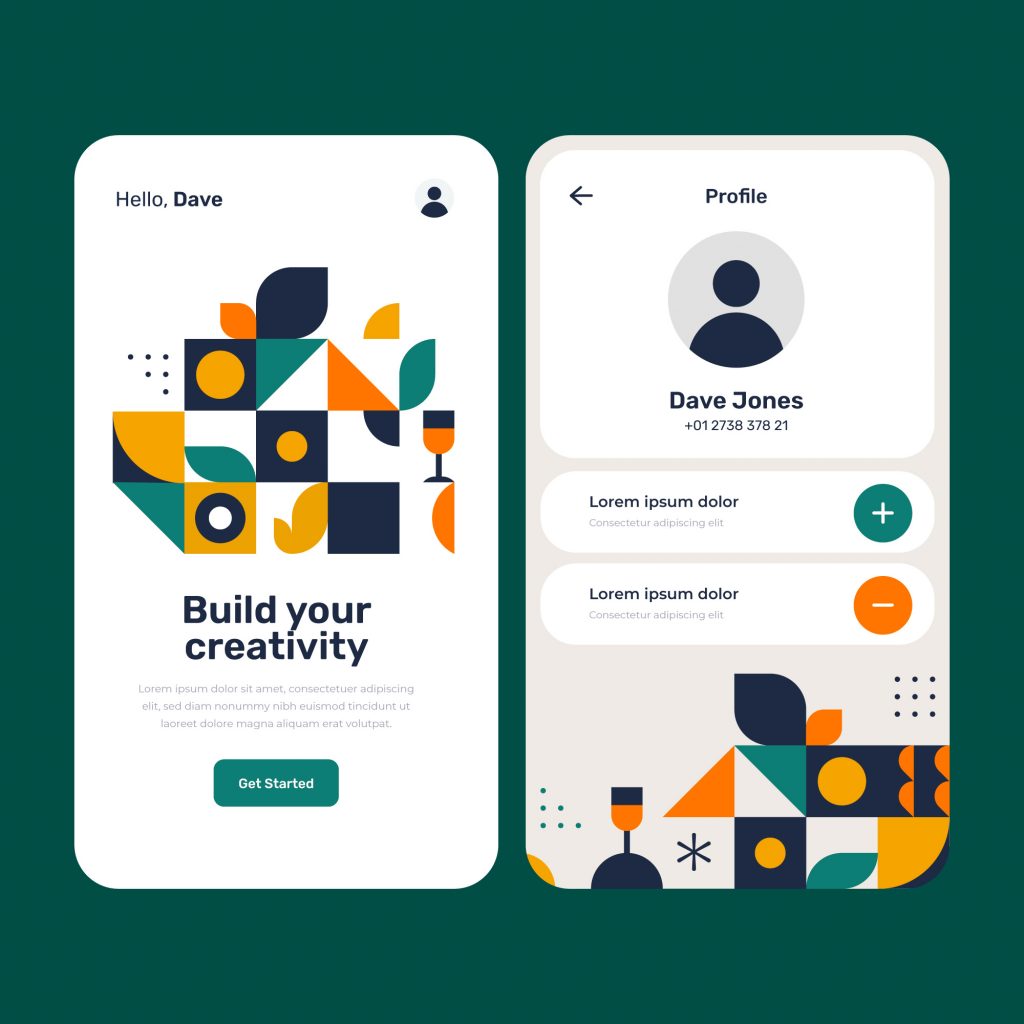 Hello, Dave
Build your
creativity
Lorem ipsum dolor sit amet, consectetuer adipiscing
elit, sed diam nonummy nibh euismod tincidunt ut
laoreet dolore magna aliquam erat volutpat.
Get Started
Profile
Dave Jones
+01 2738 378 21
Lorem ipsum dolor
Consectetur adipiscing elit
Lorem ipsum dolor
Consectetur adipiscing elit